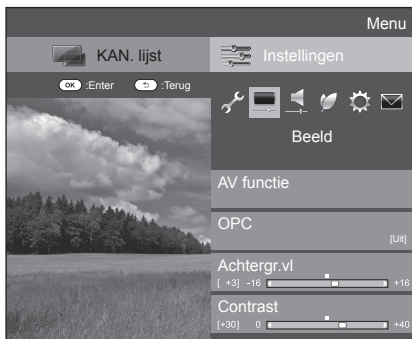 Menu
KAN. lijst
Instellingen
OK :Enter :Terug
Beeld
AV functie
OPC
[Uit]
Achtergr.vl
[ +3] -16 +16
Contrast
[+30] 0 +40